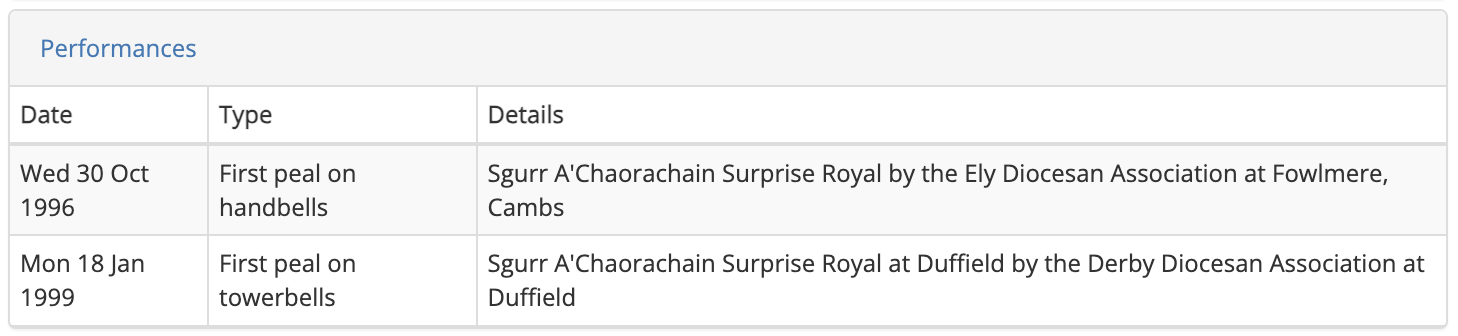 Performances
Date Type Details
Wed 30 Oct First peal on Sgurr A'Chaorachain Surprise Royal by the Ely Diocesan Association at Fowlmere,
1996 handbells Cambs
Mon 18 Jan First peal on Sgurr A'Chaorachain Surprise Royal at Duffield by the Derby Diocesan Association at
1999 towerbells Duffield